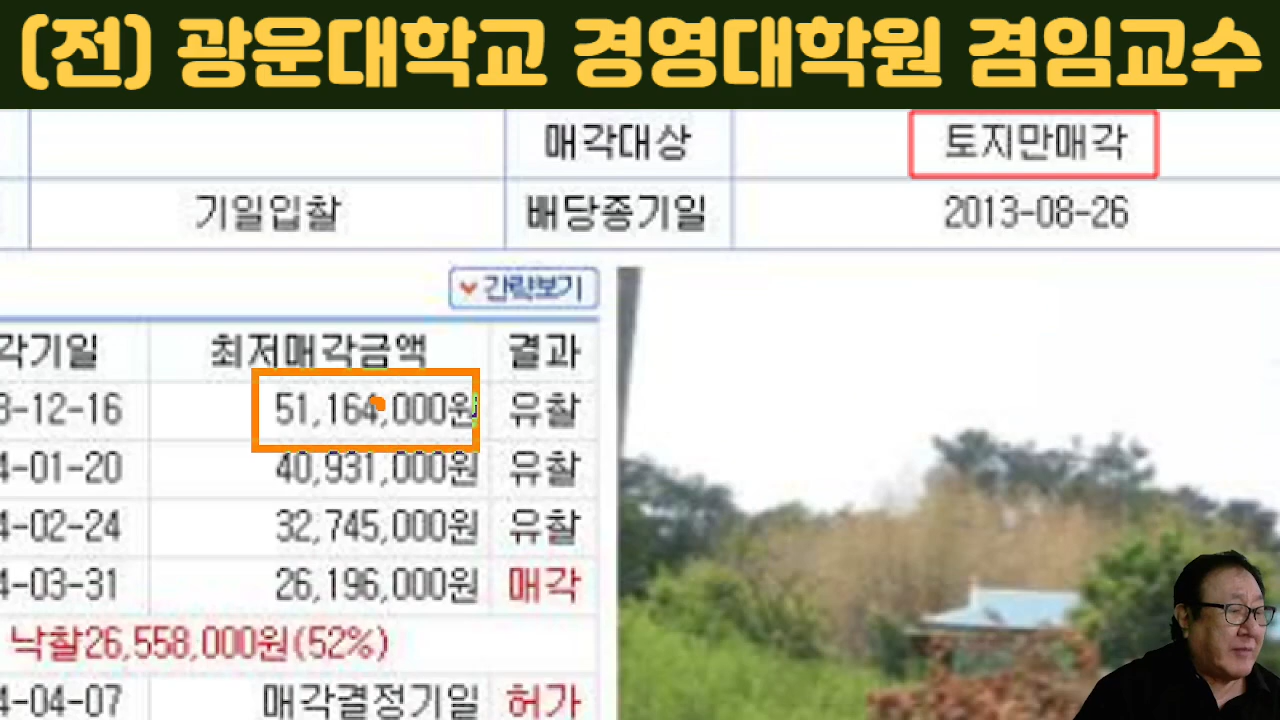 (전) 광운대학교 경영대학원 겸임교수
매각대상 토지만매각
기일입찰 배당종기일 2013-08-26
간략보기
각기일 최저매각금액 결과
3-12-16 51,164,000원 유찰
4-01-20 40,931,000원 유찰
4-02-24 32,745,000원 유찰
4-03-31 26,196,000원 매각
낙찰26,558,000원(52%)
4-04-07 매각결정기일 허가